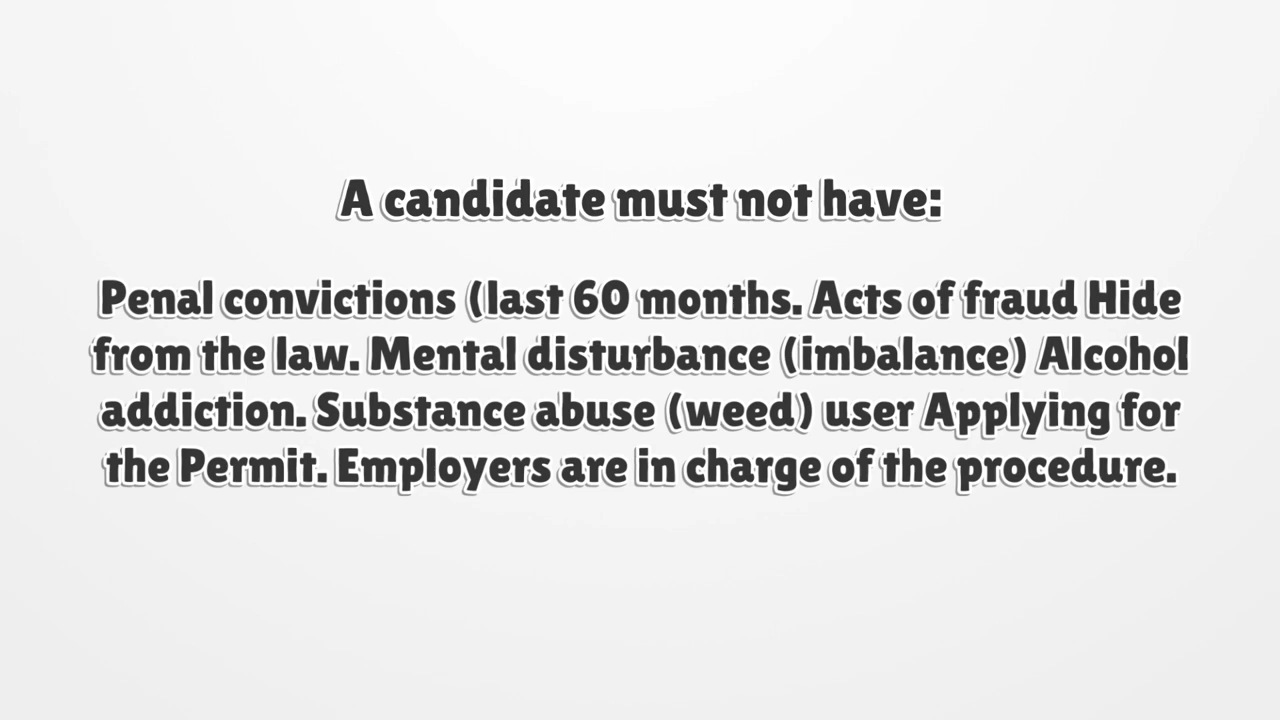 A candidate must not have:
Penal convictions (last 60 months. Acts of fraud Hide
from the law. Mental disturbance (imbalance) Alcohol
addiction. Substance abuse (weed) user Applying for
the Permit. Employers are in charge of the procedure.